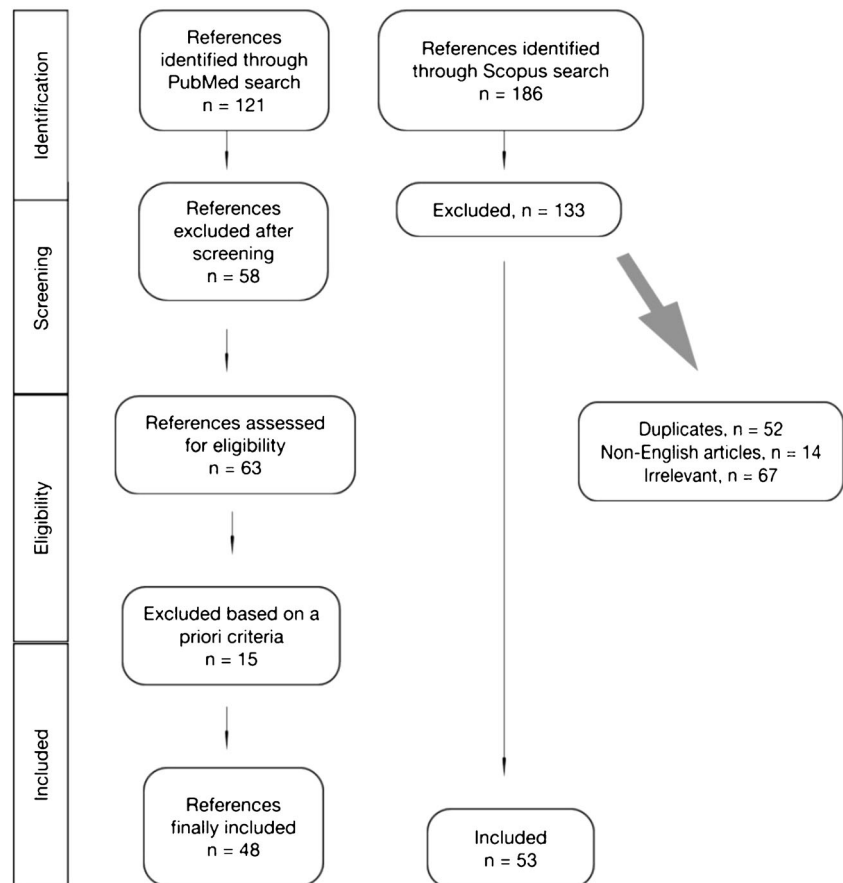 Identification
References
identified through
PubMed search
n = 121
References identified
through Scopus search
n = 186
Screening
References
excluded after
screening
n = 58
Excluded, n = 133
Eligibility
References assessed
for eligibility
n = 63
Duplicates, n = 52
Non-English articles, n = 14
Irrelevant, n = 67
Excluded based on a
priori criteria
n = 15
Included
References
finally included
n = 48
Included
n = 53